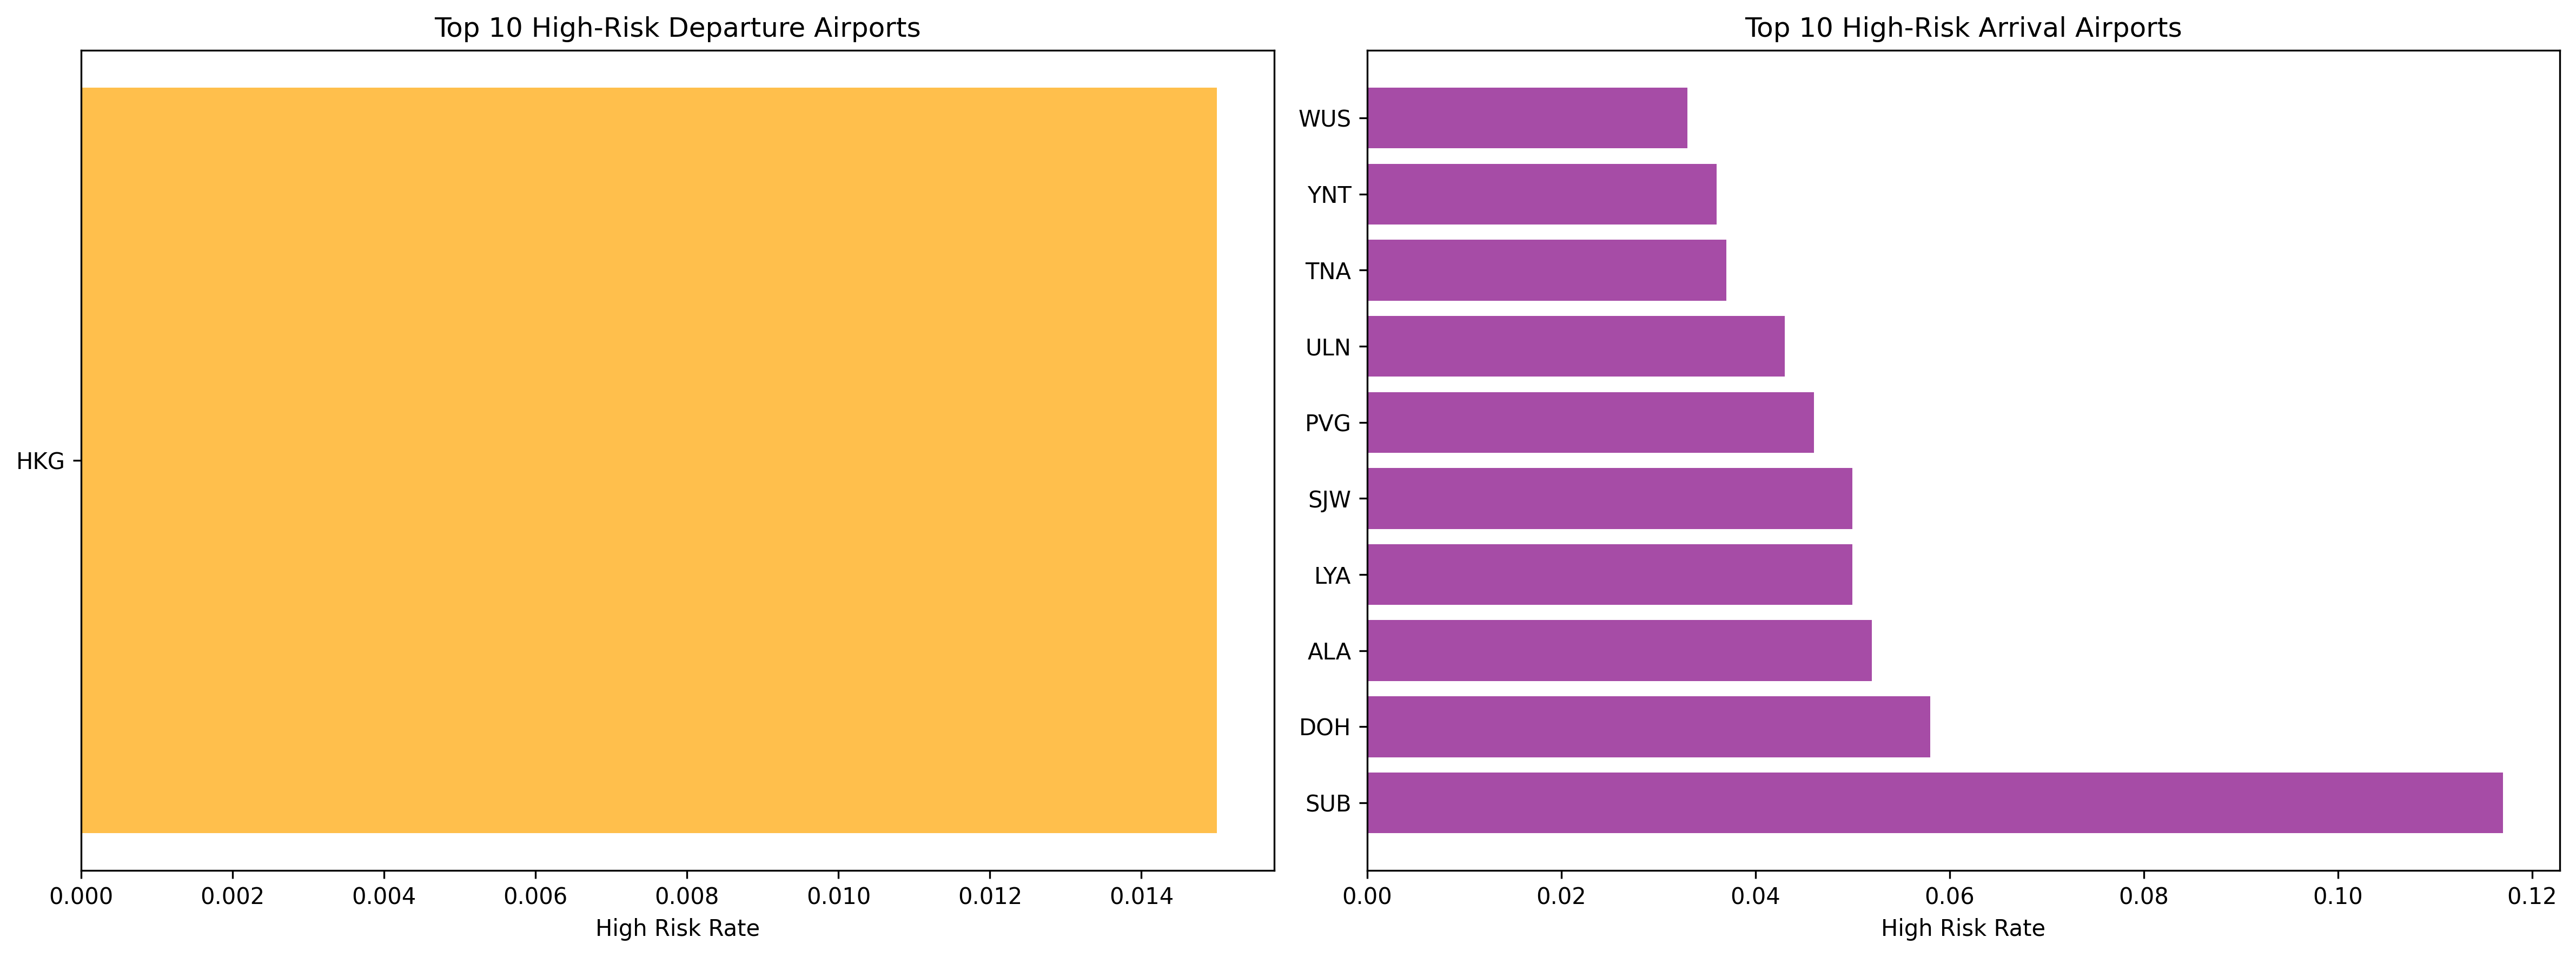 Top 10 High-Risk Departure Airports
HKG
0.000 0.002 0.004 0.006 0.008 0.010 0.012 0.014
High Risk Rate
Top 10 High-Risk Arrival Airports
WUS
YNT
TNA
ULN
PVG
SJW
LYA
ALA
DOH
SUB
0.00 0.02 0.04 0.06 0.08 0.10 0.12
High Risk Rate